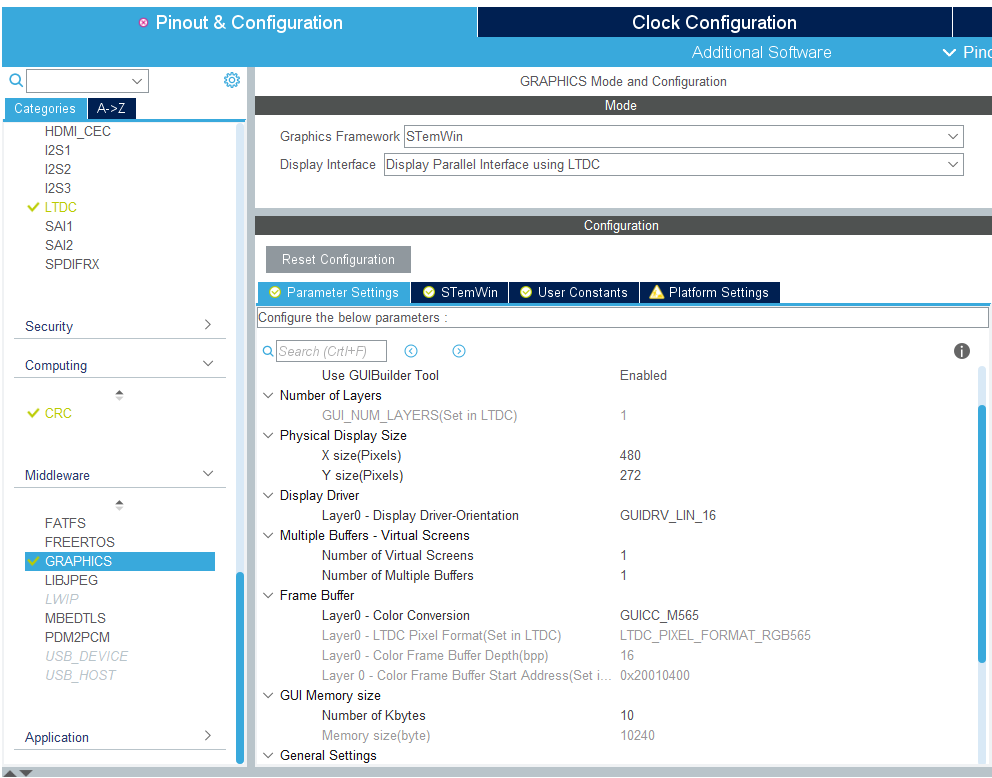 Pinout & Configuration
Clock Configuration
Additional Software
Pino
GRAPHICS Mode and Configuration
Categories
A->Z
HDMI_CEC
I2S1
I2S2
I2S3
LTDC
SAI1
SAI2
SPDIFRX
Security
Computing
CRC
Middleware
FATFS
FREERTOS
GRAPHICS
LIBJPEG
LWIP
MBEDTLS
PDM2PCM
USB_DEVICE
USB_HOST
Application
Mode
Graphics Framework STemWin
Display Interface Display Parallel Interface using LTDC
Configuration
Reset Configuration
Parameter Settings
STemWin
User Constants
Platform Settings
Configure the below parameters :
Search (CrtI+F)
Use GUIBuilder Tool Enabled
Number of Layers
GUI_NUM_LAYERS(Set in LTDC) 1
Physical Display Size
X size(Pixels) 480
Y size(Pixels) 272
Display Driver
Layer0 - Display Driver-Orientation GUIDRV_LIN_16
Multiple Buffers - Virtual Screens
Number of Virtual Screens 1
Number of Multiple Buffers 1
Frame Buffer
Layer0 - Color Conversion GUICC_M565
Layer0 - LTDC Pixel Format(Set in LTDC) LTDC_PIXEL_FORMAT_RGB565
Layer0 - Color Frame Buffer Depth(bpp) 16
Layer 0 - Color Frame Buffer Start Address(Set i... 0x20010400
GUI Memory size
Number of Kbytes 10
Memory size(byte) 10240
General Settings